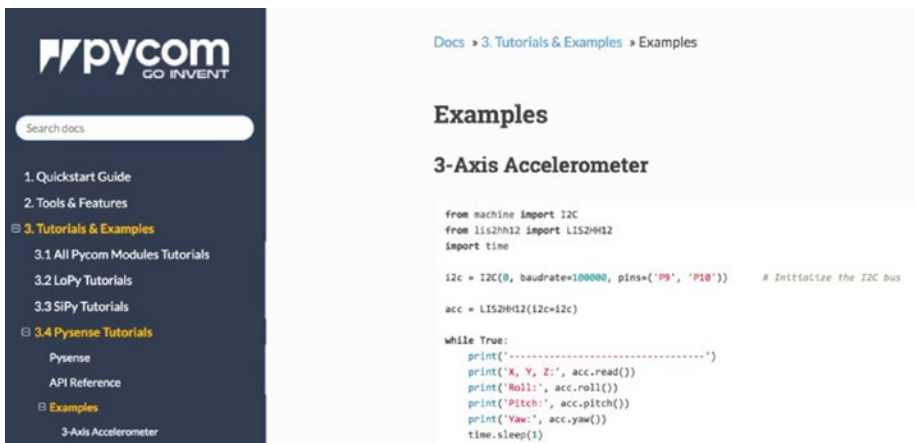 pycom
GO INVENT
Search docs
1. Quickstart Guide
2. Tools & Features
3. Tutorials & Examples
3.1 All Pycom Modules Tutorials
3.2 LoPy Tutorials
3.3 SiPy Tutorials
3.4 Pysense Tutorials
Pysense
API Reference
Examples
3-Axis Accelerometer
Docs » 3. Tutorials & Examples » Examples
Examples
3-Axis Accelerometer
from machine import I2C
from lis2hh12 import LIS2HH12
import time
i2c = I2C(0, baudrate=100000, pins=('P9', 'P10')) # Initialize the I2C bus
acc = LIS2HH12(i2c=i2c)
while True:
    print('----------------------------------')
    print('X, Y, Z:', acc.read())
    print('Roll:', acc.roll())
    print('Pitch:', acc.pitch())
    print('Yaw:', acc.yaw())
    time.sleep(1)